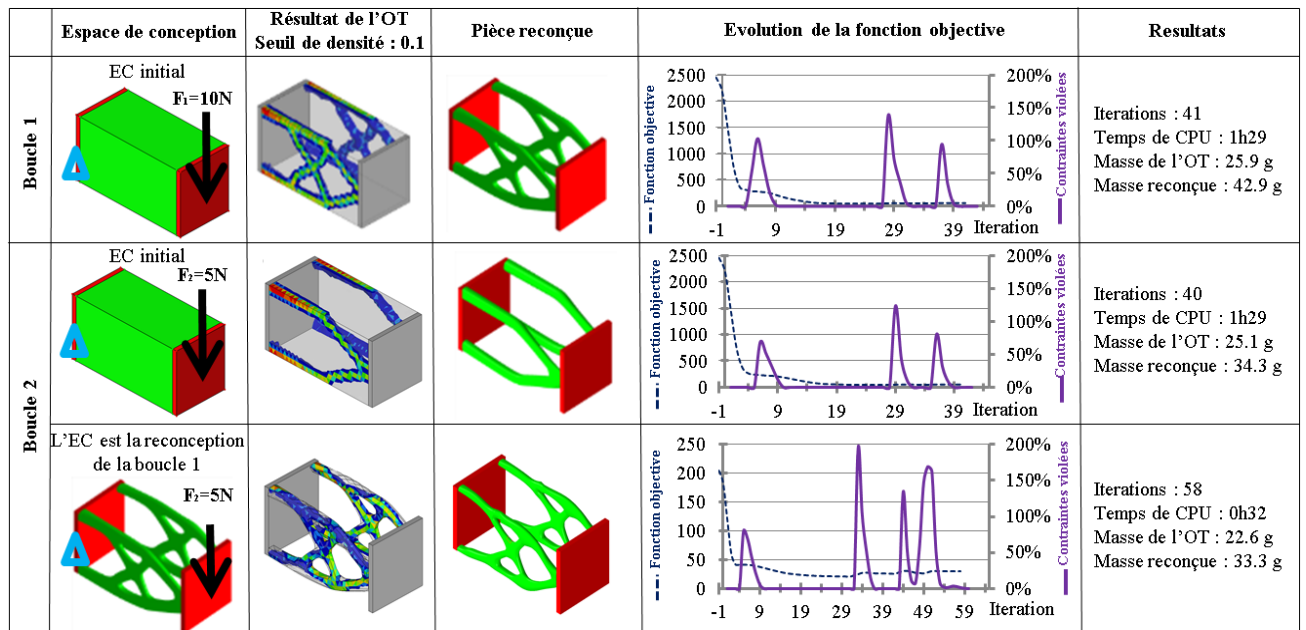 Espace de conception
Résultat de l'OT
Seuil de densité : 0.1
Pièce reconçue
Evolution de la fonction objective
Resultats
Boucle 1
EC initial
F₁=10N
Fonction objective
2500
2000
1500
1000
500
0
-1 9 19 29 39 Iteration
200%
150%
100%
50%
0%
Contraintes violées
Iterations : 41
Temps de CPU : 1h29
Masse de l'OT : 25.9 g
Masse reconçue : 42.9 g
Boucle 2
EC initial
F₂=5N
Fonction objective
2500
2000
1500
1000
500
0
-1 9 19 29 39 Iteration
200%
150%
100%
50%
0%
Contraintes violées
Iterations : 40
Temps de CPU : 1h29
Masse de l'OT : 25.1 g
Masse reconçue : 34.3 g
L'EC est la reconception
de la boucle 1
F₂=5N
Fonction objective
250
200
150
100
50
0
-1 9 19 29 39 49 59 Iteration
200%
150%
100%
50%
0%
Contraintes violées
Iterations : 58
Temps de CPU : 0h32
Masse de l'OT : 22.6 g
Masse reconçue : 33.3 g